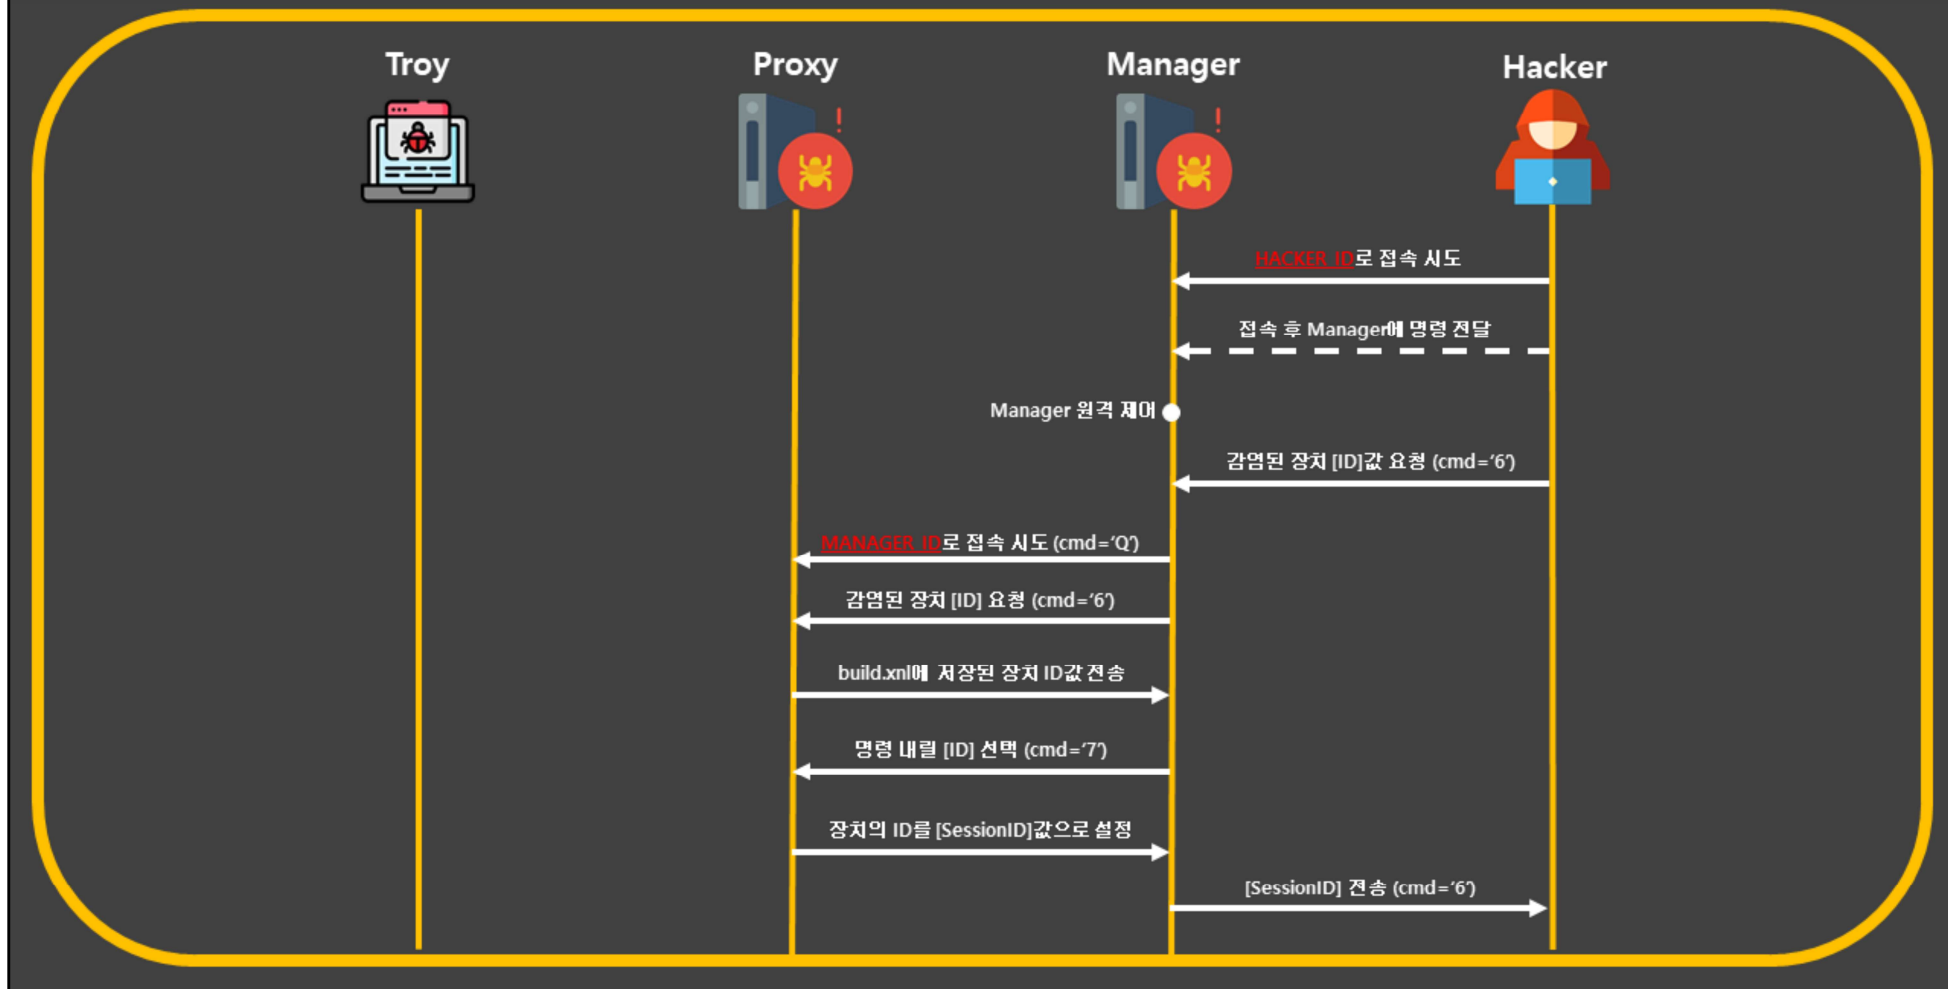 Troy
Proxy
Manager
Hacker
HACKER_ID로 접속 시도
접속 후 Manager에 명령 전달
Manager 원격 제어
감염된 장치 [ID]값 요청 (cmd=‘6’)
MANAGER_ID로 접속 시도 (cmd=‘Q’)
감염된 장치 [ID] 요청 (cmd=‘6’)
build.xnl에 저장된 장치 ID값 전송
명령 내릴 [ID] 선택 (cmd=‘7’)
장치의 ID를 [SessionID]값으로 설정
[SessionID] 전송 (cmd=‘6’)